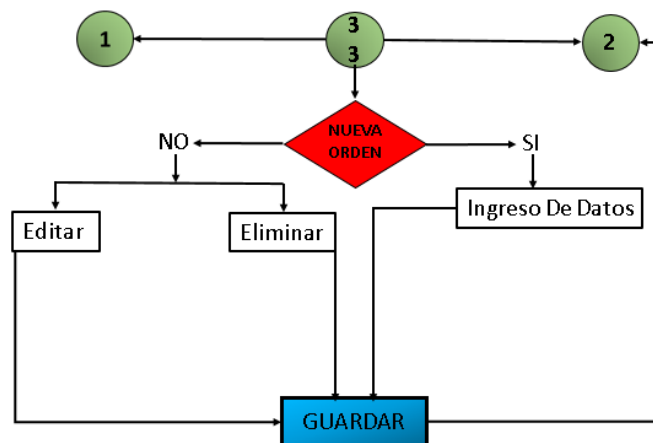 1
3
3
2
NUEVA
ORDEN
NO
SI
Editar
Eliminar
Ingreso De Datos
GUARDAR